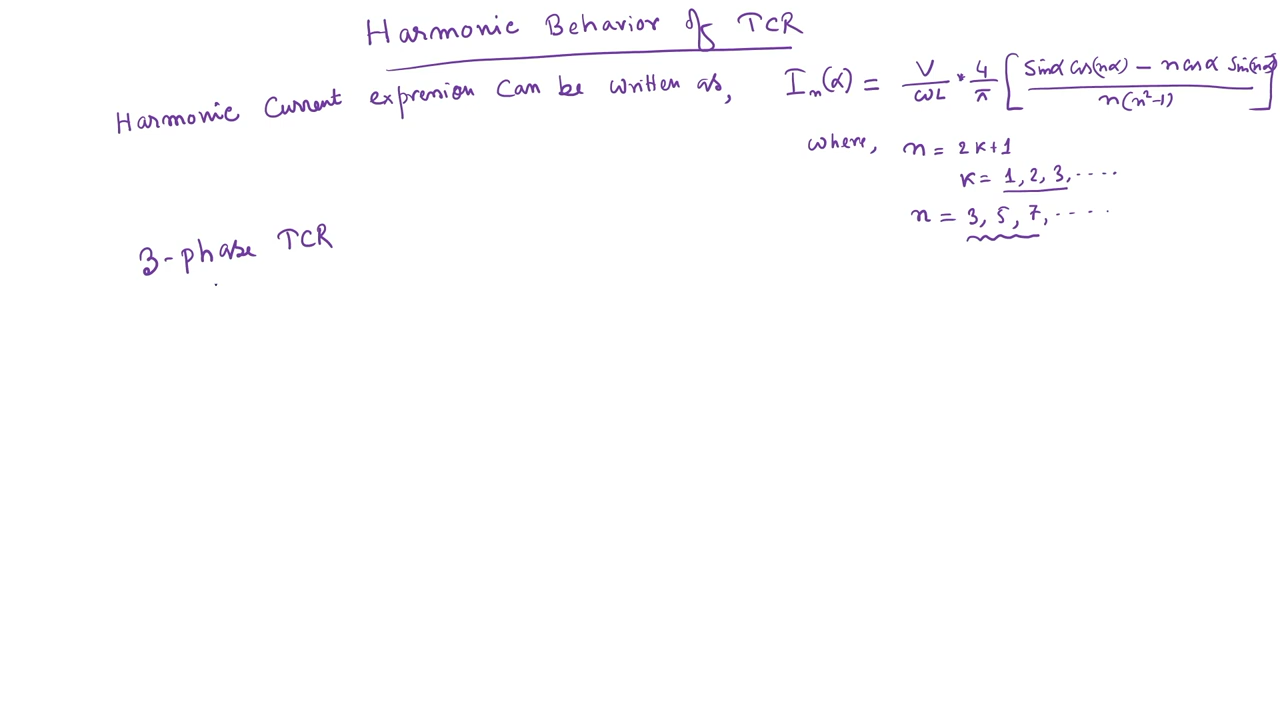 Harmonic Behavior of TCR
Harmonic Current expression Can be written as, Iₙ(α) = V/ωL * 4/π [ (Sinα Cos(nα) − n cosα Sin(nα)) / n(n²-1) ]
where, n = 2K+1
K = 1, 2, 3, ....
n = 3, 5, 7, ....
3-phase TCR